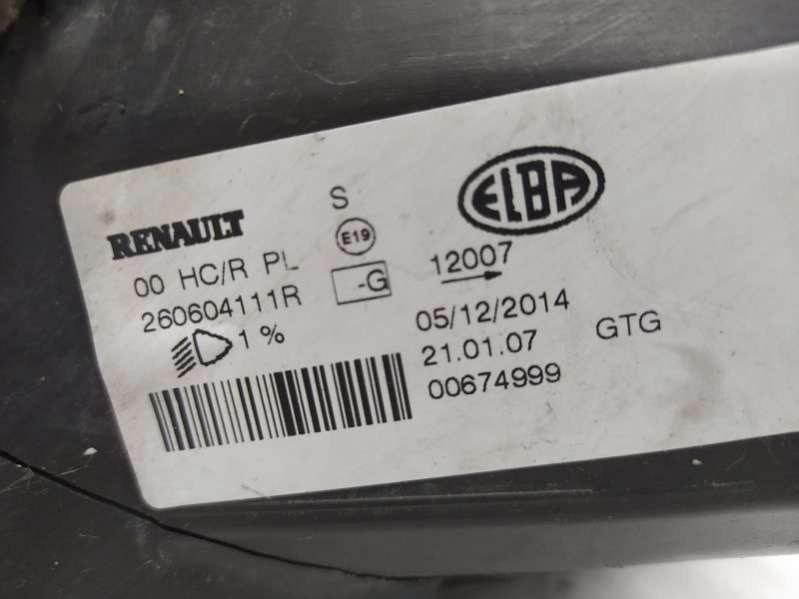 RENAULT
S
E19
00 HC/R PL
260604111R
-G
1 %
ELBA
12007
05/12/2014
21.01.07
GTG
00674999